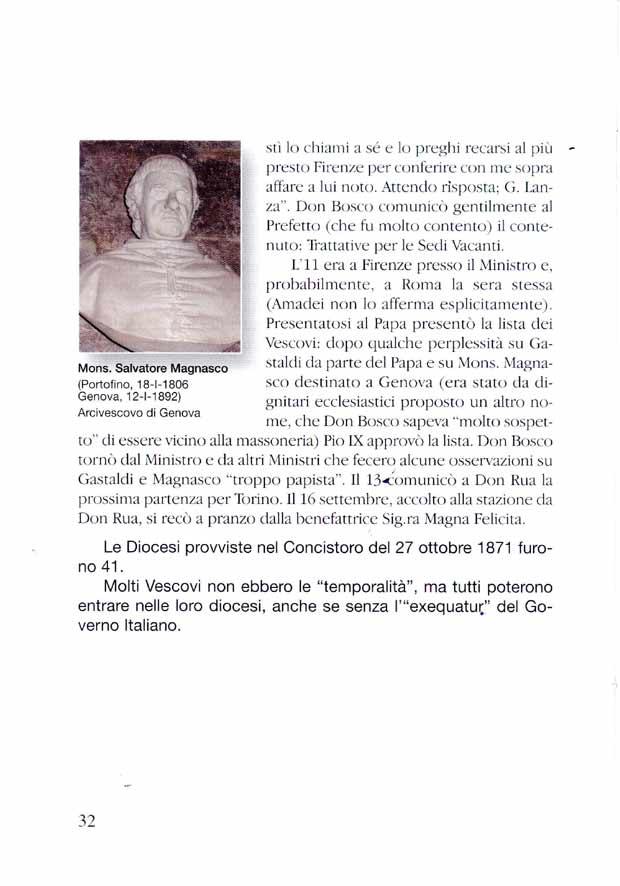 stì lo chiami a sé e lo preghi recarsi al più
presto Firenze per conferire con me sopra
affare a lui noto. Attendo risposta; G. Lan-
za”. Don Bosco comunicò gentilmente al
Prefetto (che fu molto contento) il conte-
nuto: Trattative per le Sedi Vacanti.
L’11 era a Firenze presso il Ministro e,
probabilmente, a Roma la sera stessa
(Amadei non lo afferma esplicitamente).
Presentatosi al Papa presentò la lista dei
Vescovi: dopo qualche perplessità su Ga-
staldi da parte del Papa e su Mons. Magna-
sco destinato a Genova (era stato da di-
gnitari ecclesiastici proposto un altro no-
me, che Don Bosco sapeva “molto sospet-
to” di essere vicino alla massoneria) Pio IX approvò la lista. Don Bosco
tornò dal Ministro e da altri Ministri che fecero alcune osservazioni su
Gastaldi e Magnasco “troppo papista”. Il 13 comunicò a Don Rua la
prossima partenza per Torino. Il 16 settembre, accolto alla stazione da
Don Rua, si recò a pranzo dalla benefattrice Sig.ra Magna Felicita.
Mons. Salvatore Magnasco
(Portofino, 18-I-1806
Genova, 12-I-1892)
Arcivescovo di Genova
Le Diocesi provviste nel Concistoro del 27 ottobre 1871 furo-
no 41.
Molti Vescovi non ebbero le “temporalità”, ma tutti poterono
entrare nelle loro diocesi, anche se senza l’“exequatur” del Go-
verno Italiano.
32